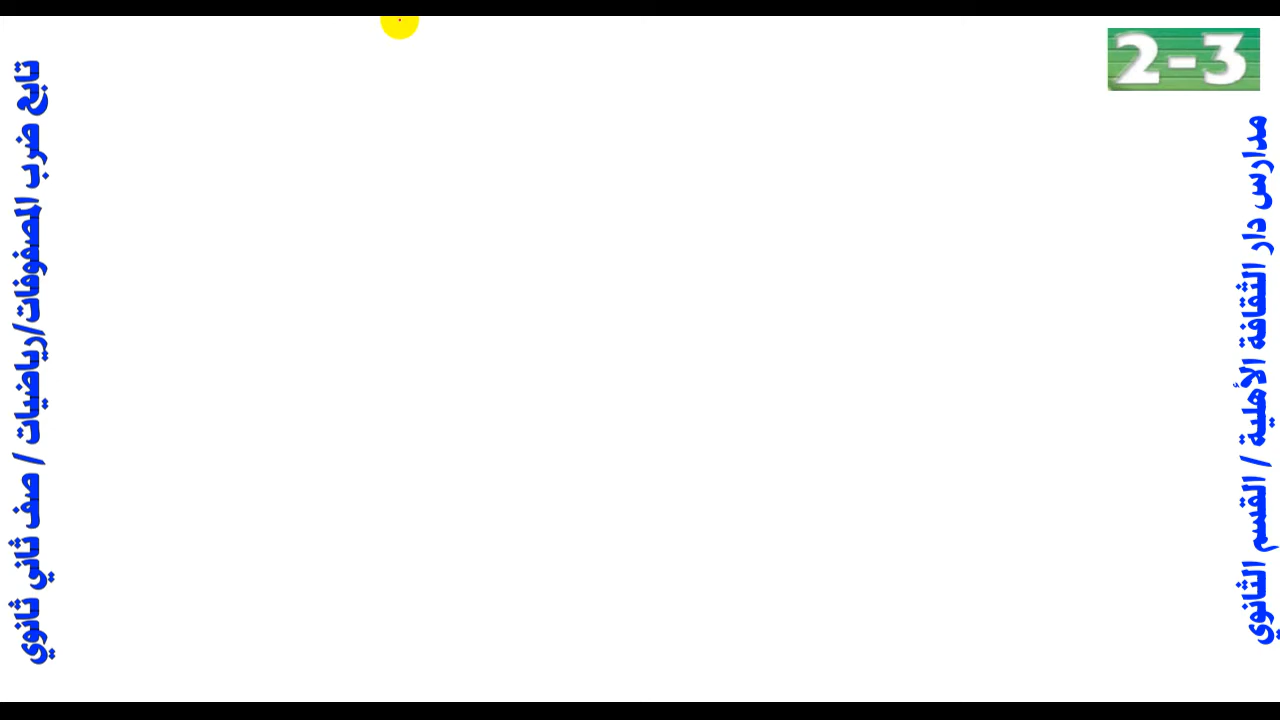 2-3
مدارس دار الثقافة الأهلية / القسم الثانوي
تابع ضرب المصفوفات/رياضيات / صف ثاني ثانوي